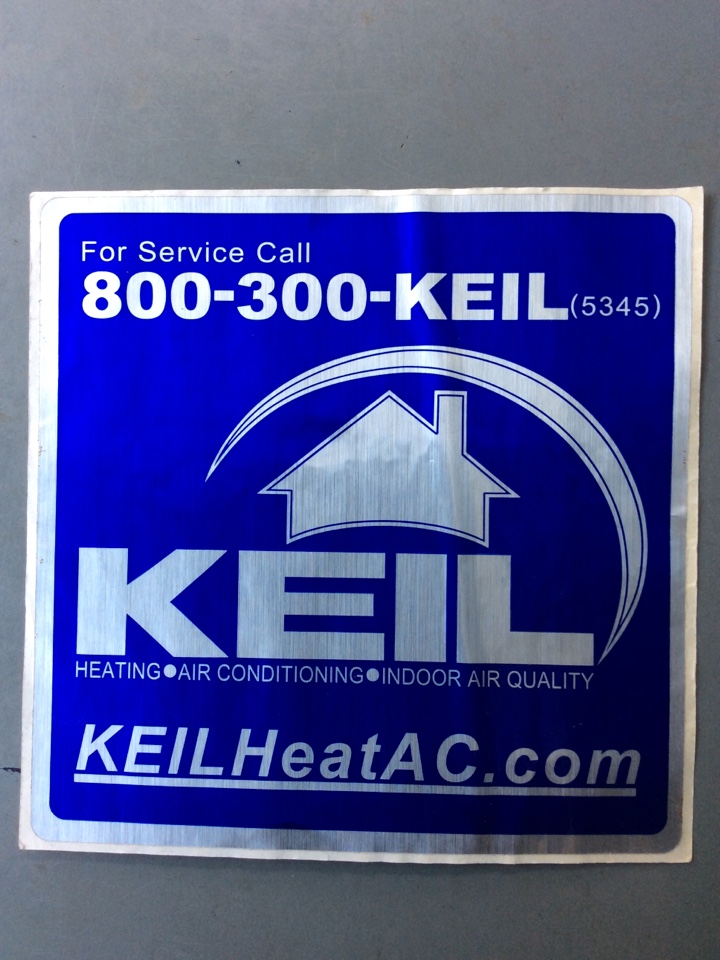 For Service Call
800-300-KEIL(5345)
KEIL
HEATING●AIR CONDITIONING●INDOOR AIR QUALITY
KEILHeatAC.com